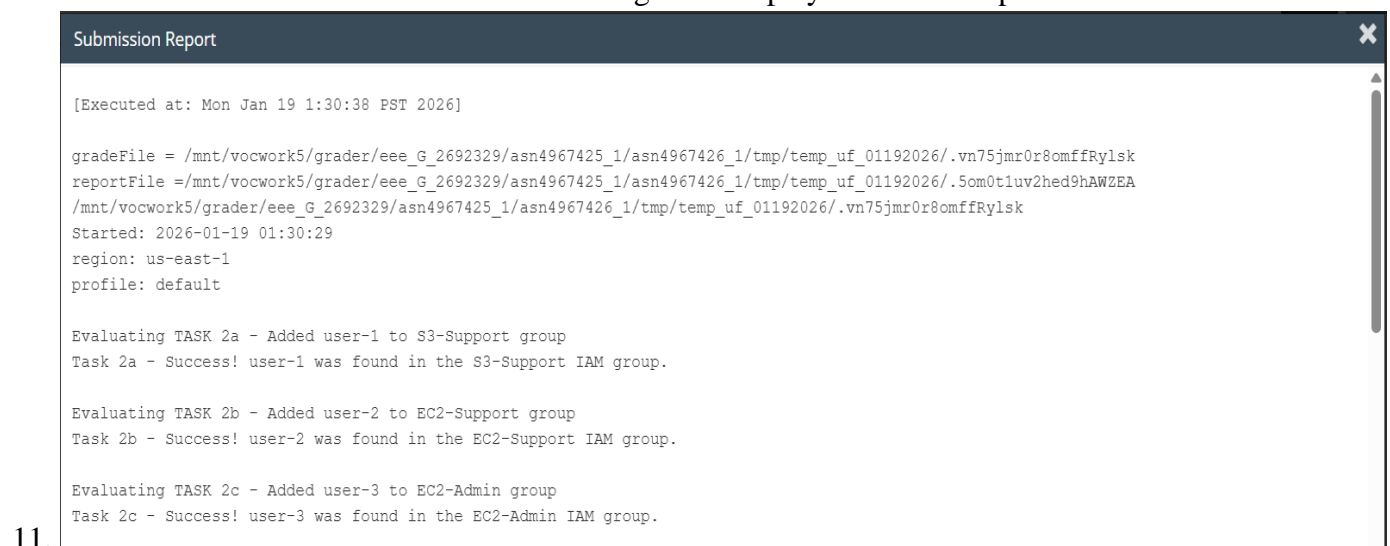 Submission Report
[Executed at: Mon Jan 19 1:30:38 PST 2026]
gradeFile = /mnt/vocwork5/grader/eee_G_2692329/asn4967425_1/asn4967426_1/tmp/temp_uf_01192026/.vn75jmr0r8omffRylsk
reportFile =/mnt/vocwork5/grader/eee_G_2692329/asn4967425_1/asn4967426_1/tmp/temp_uf_01192026/.5om0t1uv2hed9hAWZEA
/mnt/vocwork5/grader/eee_G_2692329/asn4967425_1/asn4967426_1/tmp/temp_uf_01192026/.vn75jmr0r8omffRylsk
Started: 2026-01-19 01:30:29
region: us-east-1
profile: default
Evaluating TASK 2a - Added user-1 to S3-Support group
Task 2a - Success! user-1 was found in the S3-Support IAM group.
Evaluating TASK 2b - Added user-2 to EC2-Support group
Task 2b - Success! user-2 was found in the EC2-Support IAM group.
Evaluating TASK 2c - Added user-3 to EC2-Admin group
Task 2c - Success! user-3 was found in the EC2-Admin IAM group.
11.